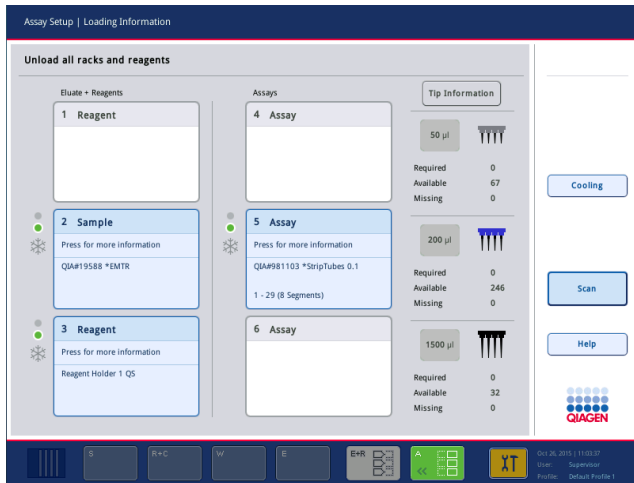 Assay Setup | Loading Information
Unload all racks and reagents
Eluate + Reagents
1 Reagent
2 Sample
Press for more information
QIA#19588 *EMTR
3 Reagent
Press for more information
Reagent Holder 1 QS
Assays
4 Assay
5 Assay
Press for more information
QIA#981103 *StripTubes 0.1
1 - 29 (8 Segments)
6 Assay
Tip Information
50 µl
Required 0
Available 67
Missing 0
200 µl
Required 0
Available 246
Missing 0
1500 µl
Required 0
Available 32
Missing 0
Cooling
Scan
Help
QIAGEN
S
R+C
W
E
E+R
A
Oct 26, 2015 | 11:03:37
User: Supervisor
Profile: Default Profile 1